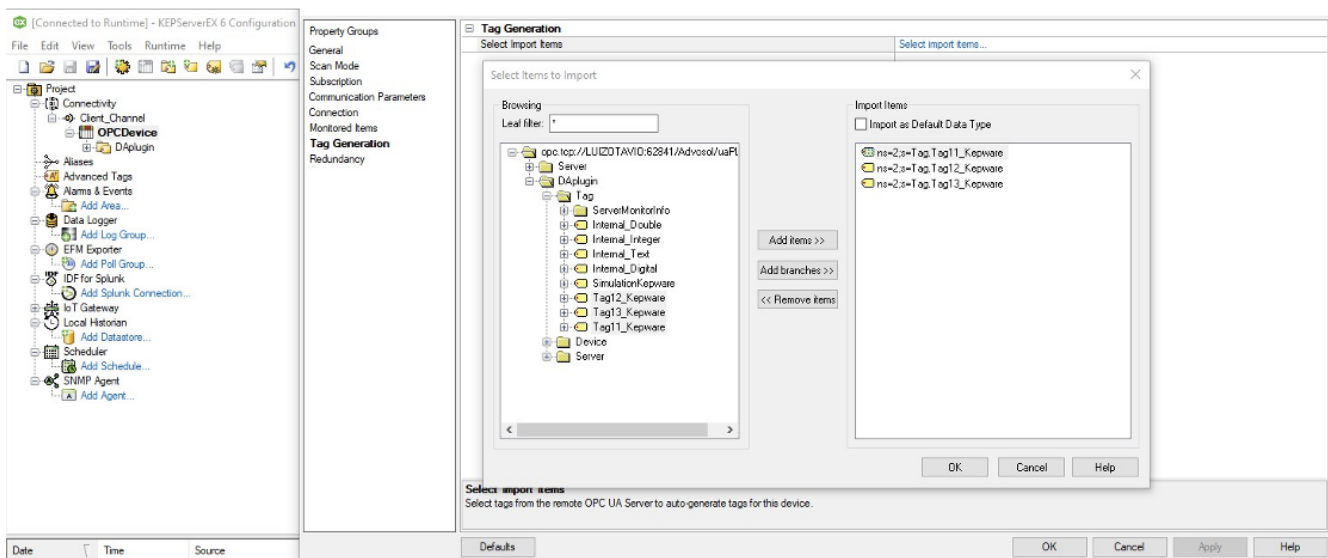 [Connected to Runtime] - KEPServerEX 6 Configuration
File Edit View Tools Runtime Help
Project
Connectivity
Client_Channel
OPCDevice
DAplugin
Aliases
Advanced Tags
Alarms & Events
Add Area...
Data Logger
Add Log Group...
EFM Exporter
Add Poll Group...
IDF for Splunk
Add Splunk Connection...
IoT Gateway
Local Historian
Add Datastore...
Scheduler
Add Schedule...
SNMP Agent
Add Agent...
Date Time Source
Property Groups
General
Scan Mode
Subscription
Communication Parameters
Connection
Monitored Items
Tag Generation
Redundancy
Tag Generation
Select Import Items Select import items...
Select Items to Import
Browsing
Leaf filter: *
opc.tcp://LUIZOTAVIO:62841/Advosol/uaPL
Server
DAplugin
Tag
ServerMonitorInfo
Internal_Double
Internal_Integer
Internal_Text
Internal_Digital
SimulationKepware
Tag12_Kepware
Tag13_Kepware
Tag11_Kepware
Device
Server
Add items >>
Add branches >>
<< Remove items
Import Items
Import as Default Data Type
ns=2;s=Tag.Tag11_Kepware
ns=2;s=Tag.Tag12_Kepware
ns=2;s=Tag.Tag13_Kepware
OK Cancel Help
Select Import Items
Select tags from the remote OPC UA Server to auto-generate tags for this device.
Defaults OK Cancel Apply Help